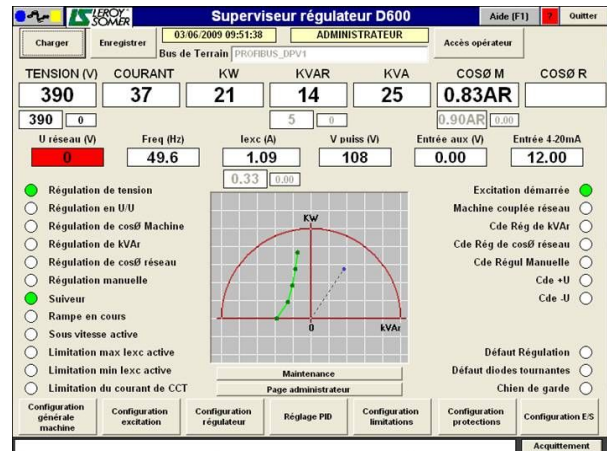 LEROY SOMER Superviseur régulateur D600 Aide (F1) ? Quitter
Charger Enregistrer 03/06/2009 09:51:38 ADMINISTRATEUR Accès opérateur
Bus de Terrain PROFIBUS_DPV1
TENSION (V) COURANT KW KVAR KVA COSØ M COSØ R
390 37 21 14 25 0.83AR
390 0 5 0 0.90AR 0.00
U réseau (V) Freq (Hz) Iexc (A) V puiss (V) Entrée aux (V) Entrée 4-20mA
0 49.6 1.09 108 0.00 12.00
0.33 0.00
Régulation de tension
Régulation en U/U
Régulation de cosØ Machine
Régulation de kVAr
Régulation de cosØ réseau
Régulation manuelle
Suiveur
Rampe en cours
Sous vitesse active
Limitation max Iexc active
Limitation min Iexc active
Limitation du courant de CCT
KW
0 kVAr
Excitation démarrée
Machine couplée réseau
Cde Rég de kVAr
Cde Rég de cosØ réseau
Cde Régul Manuelle
Cde +U
Cde -U
Défaut Régulation
Défaut diodes tournantes
Chien de garde
Maintenance
Page administrateur
Configuration générale machine
Configuration excitation
Configuration régulateur
Réglage PID
Configuration limitations
Configuration protections
Configuration E/S
Acquittement